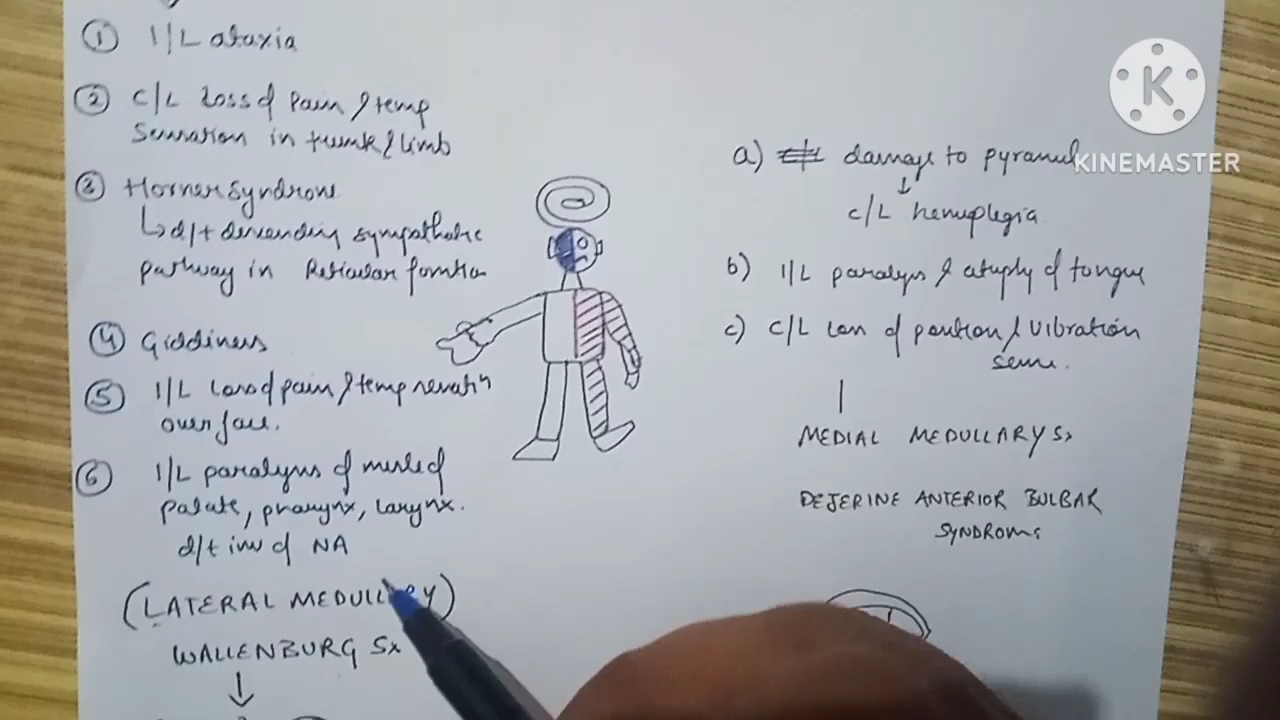 ① I/L ataxia
② C/L Loss of Pain & temp
Sensation in trunk & limb
③ Horner Syndrome
↳ d/t descending sympathetic
pathway in Reticular formtion
④ Giddiness
⑤ I/L Loss of pain & temp
over face.
⑥ I/L paralysis of muscle of
palate, pharynx, Larynx.
d/t inv of NA
(LATERAL MEDULLARY)
WALLENBURG Sx
↓
a) damage to pyramid
↓
C/L hemiplegia
b) I/L paralysis & atrophy of tongue
c) C/L loss of position & Vibration
sense.
MEDIAL MEDULLARY Sx
DEJERINE ANTERIOR BULBAR
SYNDROME
K
KINEMASTER